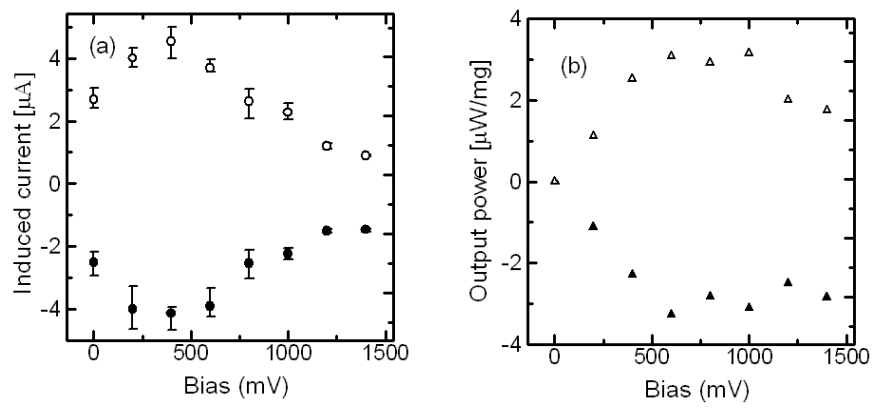 (a)
Induced current [μA]
4
2
0
-2
-4
0 500 1000 1500
Bias (mV)
(b)
Output power [μW/mg]
4
2
0
-2
-4
0 500 1000 1500
Bias (mV)